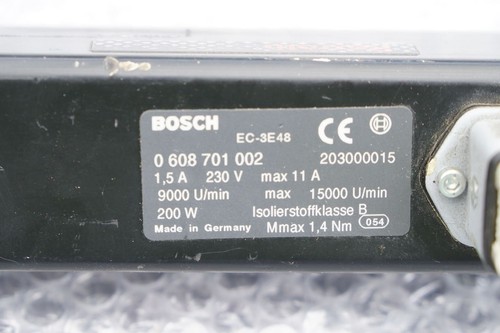 BOSCH
EC-3E48
CE
0 608 701 002 203000015
1,5 A 230 V max 11 A
9000 U/min max 15000 U/min
200 W Isolierstoffklasse B
Made in Germany Mmax 1,4 Nm 054